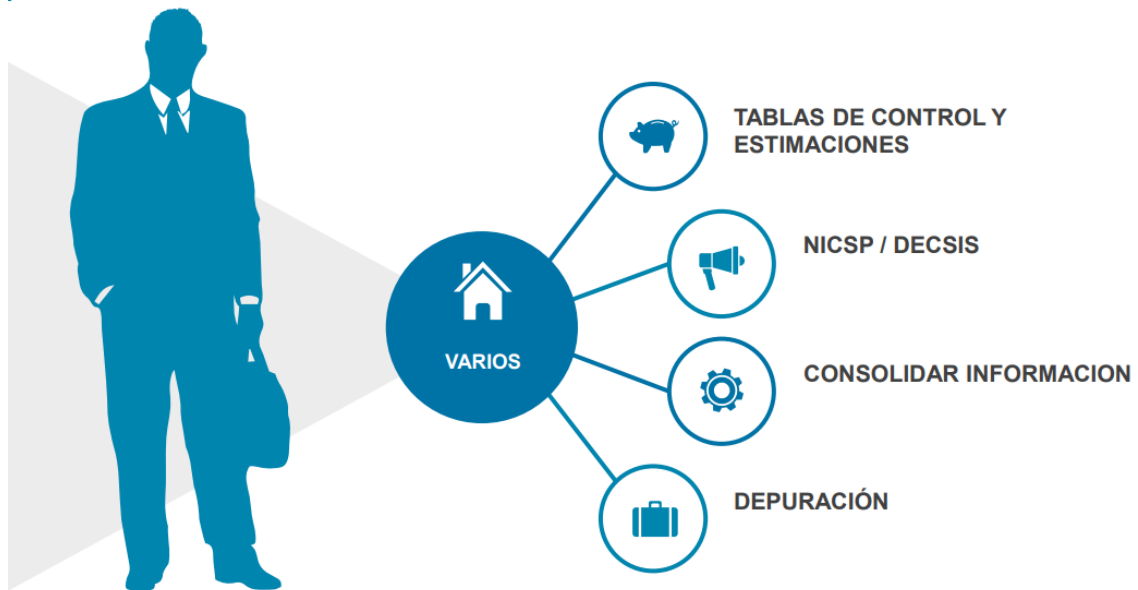 TABLAS DE CONTROL Y
ESTIMACIONES
NICSP / DECSIS
VARIOS
CONSOLIDAR INFORMACION
DEPURACIÓN